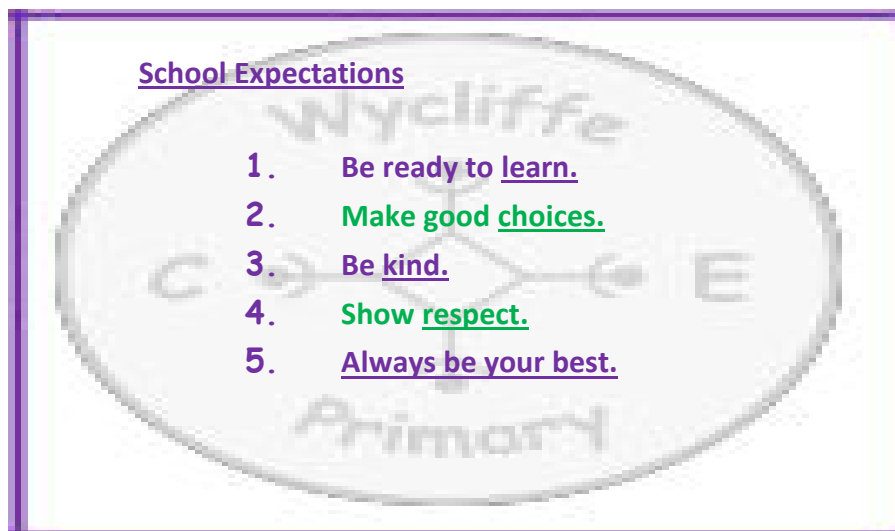 School Expectations
Wycliffe
1. Be ready to learn.
2. Make good choices.
3. Be kind.
C E
4. Show respect.
5. Always be your best.
Primary